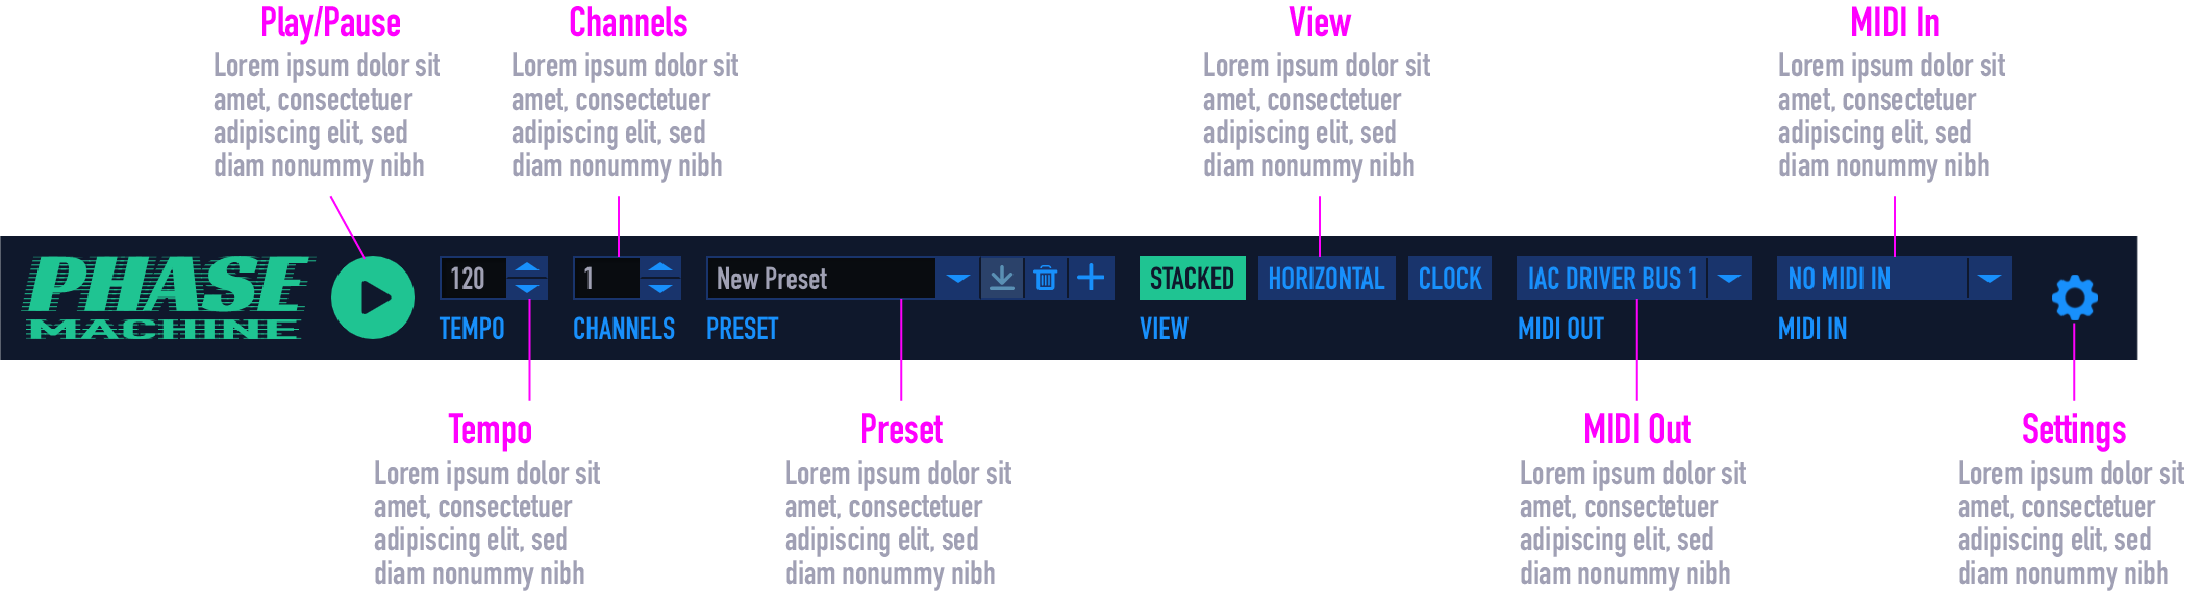 Play/Pause
Lorem ipsum dolor sit
amet, consectetuer
adipiscing elit, sed
diam nonummy nibh
Channels
Lorem ipsum dolor sit
amet, consectetuer
adipiscing elit, sed
diam nonummy nibh
View
Lorem ipsum dolor sit
amet, consectetuer
adipiscing elit, sed
diam nonummy nibh
MIDI In
Lorem ipsum dolor sit
amet, consectetuer
adipiscing elit, sed
diam nonummy nibh
PHASE
MACHINE
120
TEMPO
1
CHANNELS
New Preset
PRESET
STACKED
HORIZONTAL
CLOCK
VIEW
IAC DRIVER BUS 1
MIDI OUT
NO MIDI IN
MIDI IN
Tempo
Lorem ipsum dolor sit
amet, consectetuer
adipiscing elit, sed
diam nonummy nibh
Preset
Lorem ipsum dolor sit
amet, consectetuer
adipiscing elit, sed
diam nonummy nibh
MIDI Out
Lorem ipsum dolor sit
amet, consectetuer
adipiscing elit, sed
diam nonummy nibh
Settings
Lorem ipsum dolor sit
amet, consectetuer
adipiscing elit, sed
diam nonummy nibh